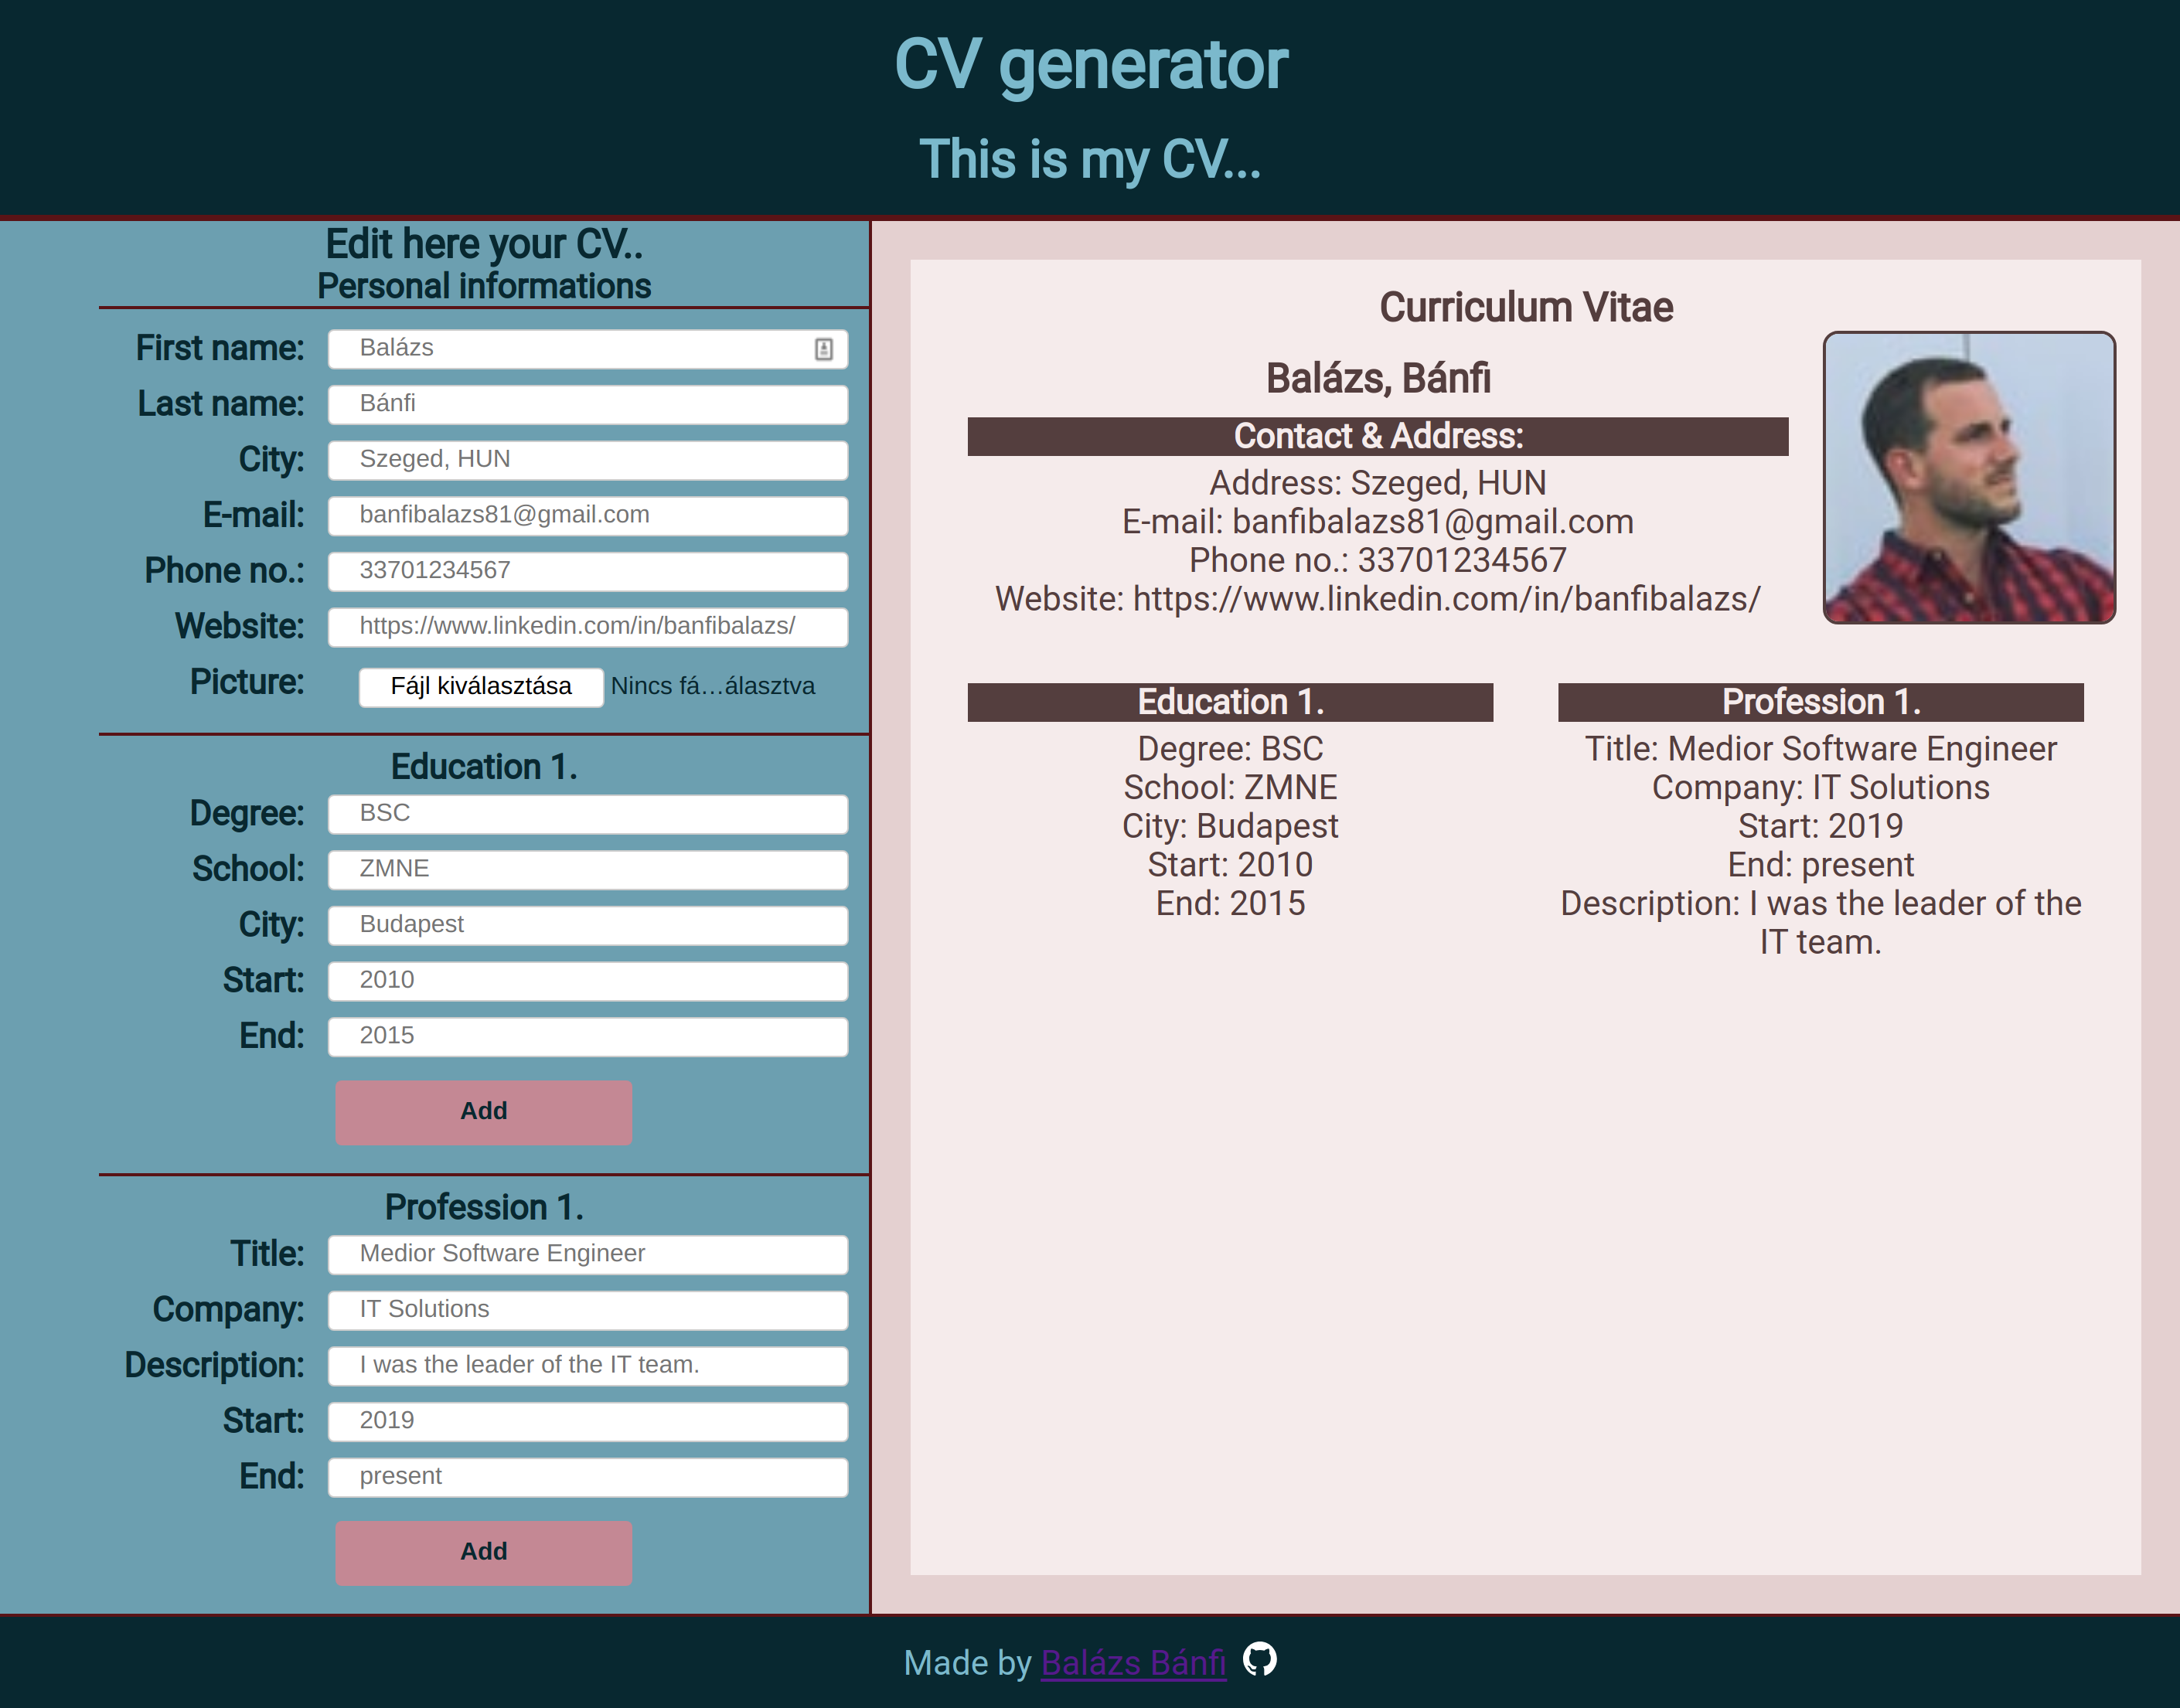 CV generator
This is my CV...
Edit here your CV..
Personal informations
First name: Balázs
Last name: Bánfi
City: Szeged, HUN
E-mail: banfibalazs81@gmail.com
Phone no.: 33701234567
Website: https://www.linkedin.com/in/banfibalazs/
Picture: Fájl kiválasztása Nincs fá…álasztva
Education 1.
Degree: BSC
School: ZMNE
City: Budapest
Start: 2010
End: 2015
Add
Profession 1.
Title: Medior Software Engineer
Company: IT Solutions
Description: I was the leader of the IT team.
Start: 2019
End: present
Add
Curriculum Vitae
Balázs, Bánfi
Contact & Address:
Address: Szeged, HUN
E-mail: banfibalazs81@gmail.com
Phone no.: 33701234567
Website: https://www.linkedin.com/in/banfibalazs/
Education 1.
Degree: BSC
School: ZMNE
City: Budapest
Start: 2010
End: 2015
Profession 1.
Title: Medior Software Engineer
Company: IT Solutions
Start: 2019
End: present
Description: I was the leader of the
IT team.
Made by Balázs Bánfi